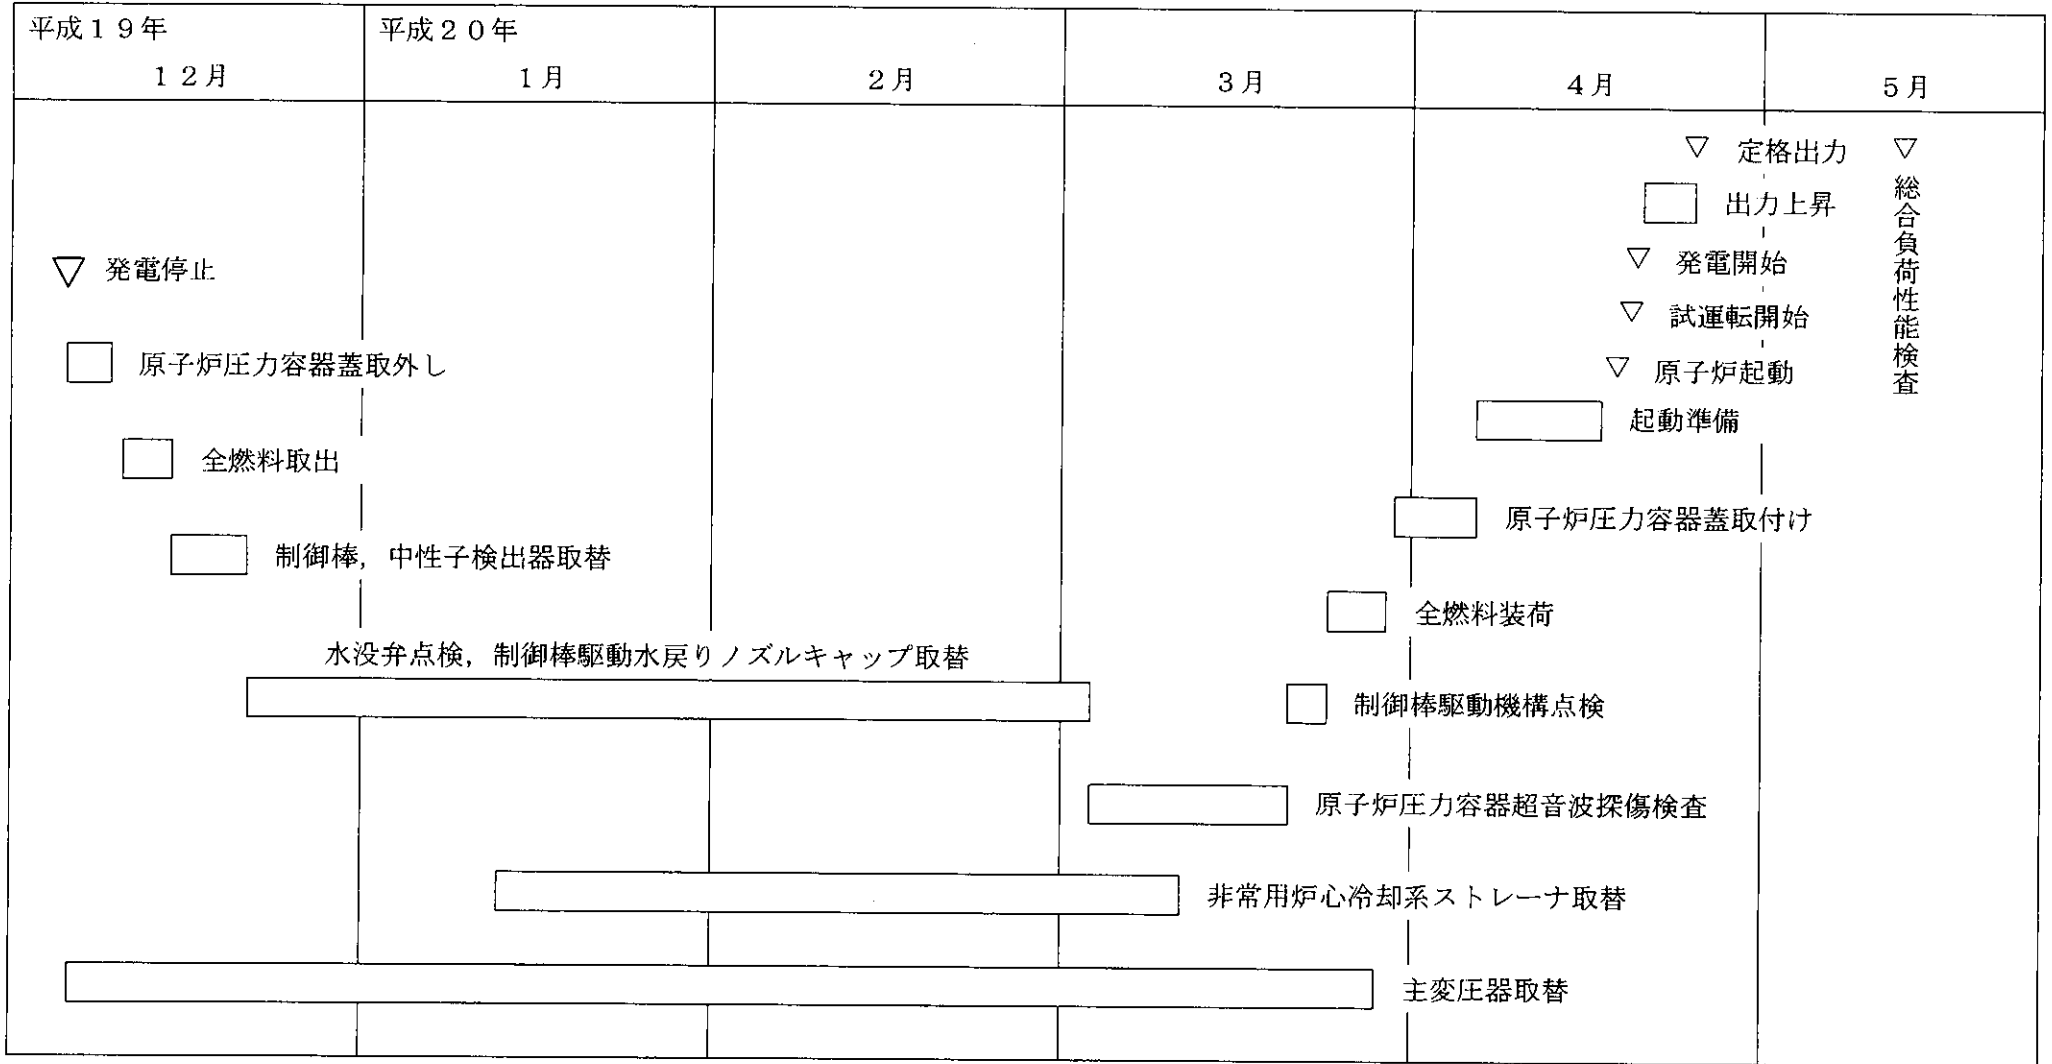 平成19年
平成20年
12月
1月
2月
3月
4月
5月
▽ 定格出力
▽
総合負荷性能検査
出力上昇
▽ 発電停止
▽ 発電開始
▽ 試運転開始
原子炉圧力容器蓋取外し
▽ 原子炉起動
起動準備
全燃料取出
原子炉圧力容器蓋取付け
制御棒,中性子検出器取替
全燃料装荷
水没弁点検,制御棒駆動水戻りノズルキャップ取替
制御棒駆動機構点検
原子炉圧力容器超音波探傷検査
非常用炉心冷却系ストレーナ取替
主変圧器取替